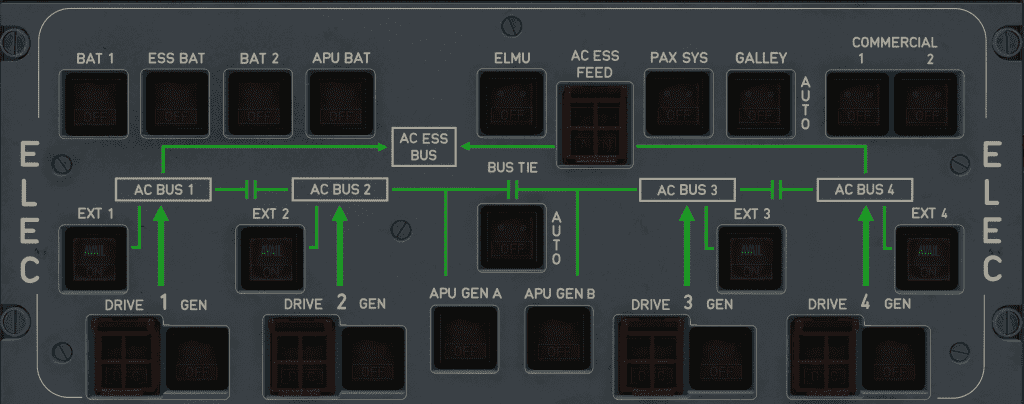 BAT 1
ESS BAT
BAT 2
APU BAT
ELMU
AC ESS
FEED
PAX SYS
GALLEY
COMMERCIAL
1
2
OFF
OFF
OFF
OFF
OFF
OFF
OFF
OFF
OFF
AUTO
AC ESS
BUS
BUS TIE
ELEC
ELEC
AC BUS 1
AC BUS 2
AC BUS 3
AC BUS 4
EXT 1
EXT 2
EXT 3
EXT 4
AVAIL
ON
AVAIL
ON
OFF
AUTO
AVAIL
ON
AVAIL
ON
DRIVE
1
GEN
DRIVE
2
GEN
APU GEN A
APU GEN B
DRIVE
3
GEN
DRIVE
4
GEN
OFF
OFF
OFF
OFF
OFF
OFF